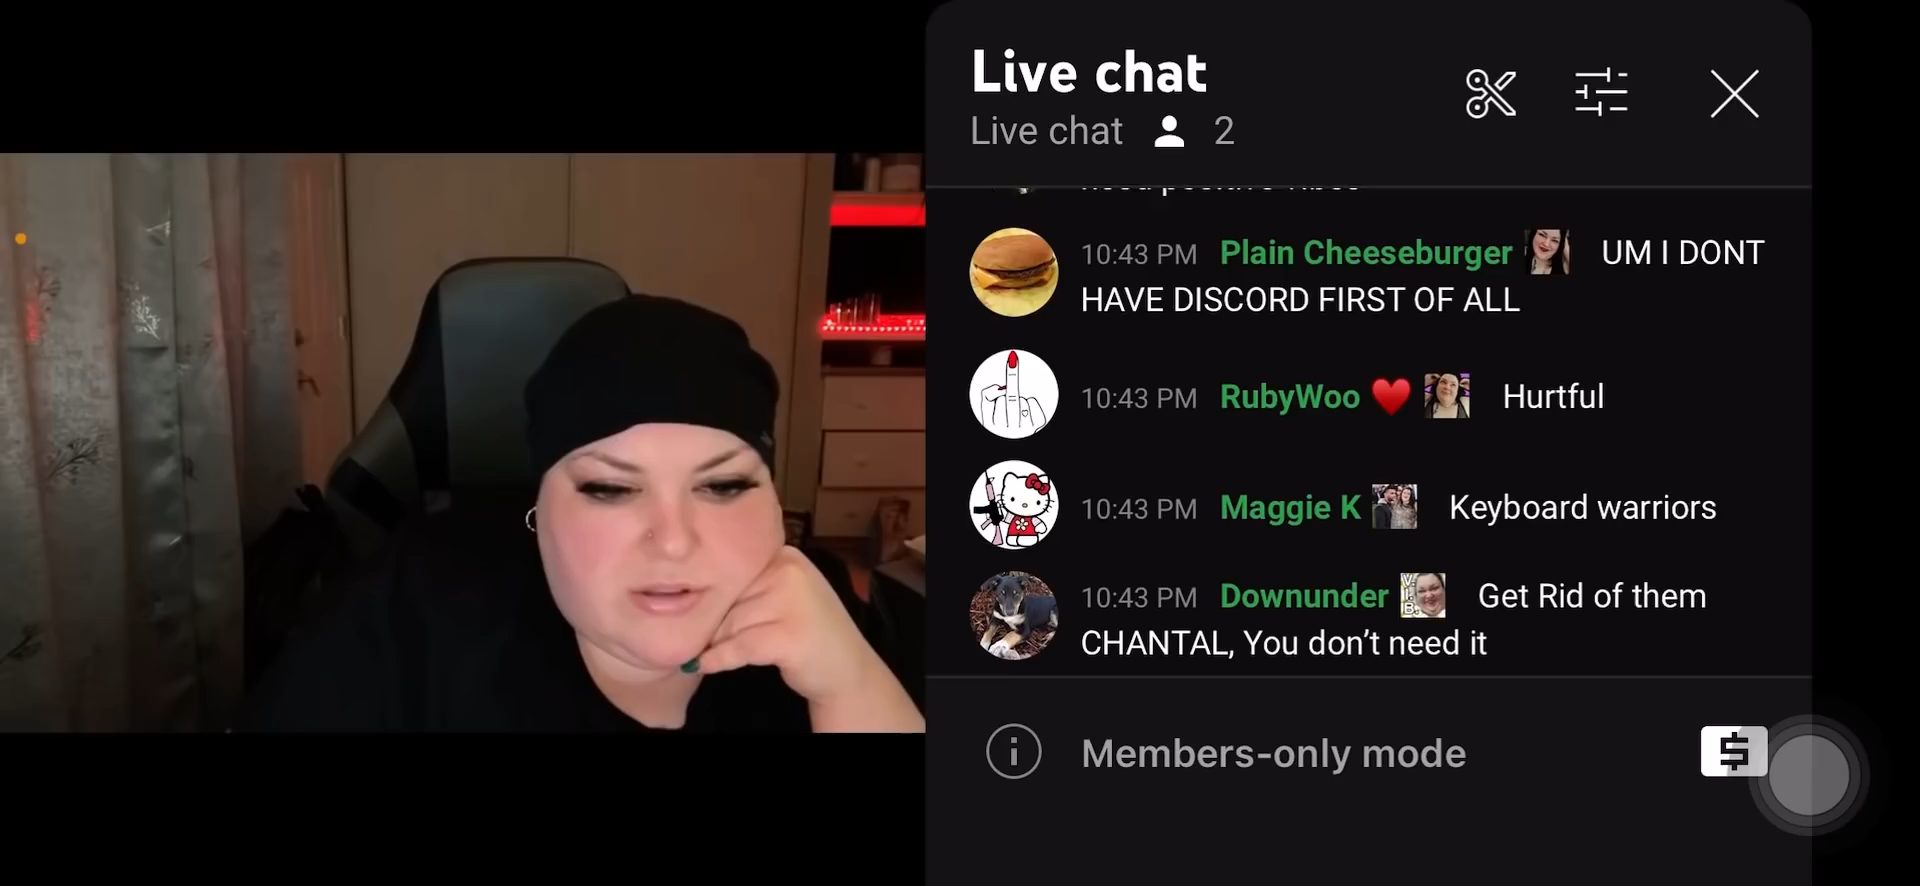 Live chat
Live chat 2
10:43 PM Plain Cheeseburger UM I DONT
HAVE DISCORD FIRST OF ALL
10:43 PM RubyWoo Hurtful
10:43 PM Maggie K Keyboard warriors
10:43 PM Downunder Get Rid of them
CHANTAL, You don't need it
Members-only mode